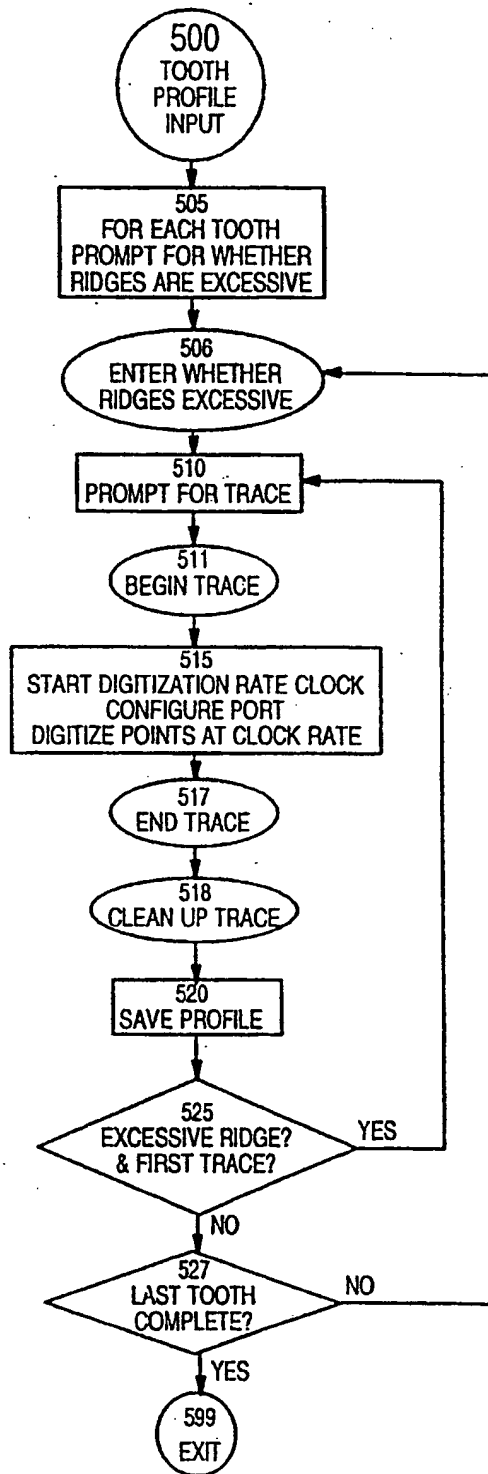 500
TOOTH
PROFILE
INPUT
505
FOR EACH TOOTH
PROMPT FOR WHETHER
RIDGES ARE EXCESSIVE
506
ENTER WHETHER
RIDGES EXCESSIVE
510
PROMPT FOR TRACE
511
BEGIN TRACE
515
START DIGITIZATION RATE CLOCK
CONFIGURE PORT
DIGITIZE POINTS AT CLOCK RATE
517
END TRACE
518
CLEAN UP TRACE
520
SAVE PROFILE
525
EXCESSIVE RIDGE?
& FIRST TRACE?
YES
NO
527
LAST TOOTH
COMPLETE?
NO
YES
599
EXIT